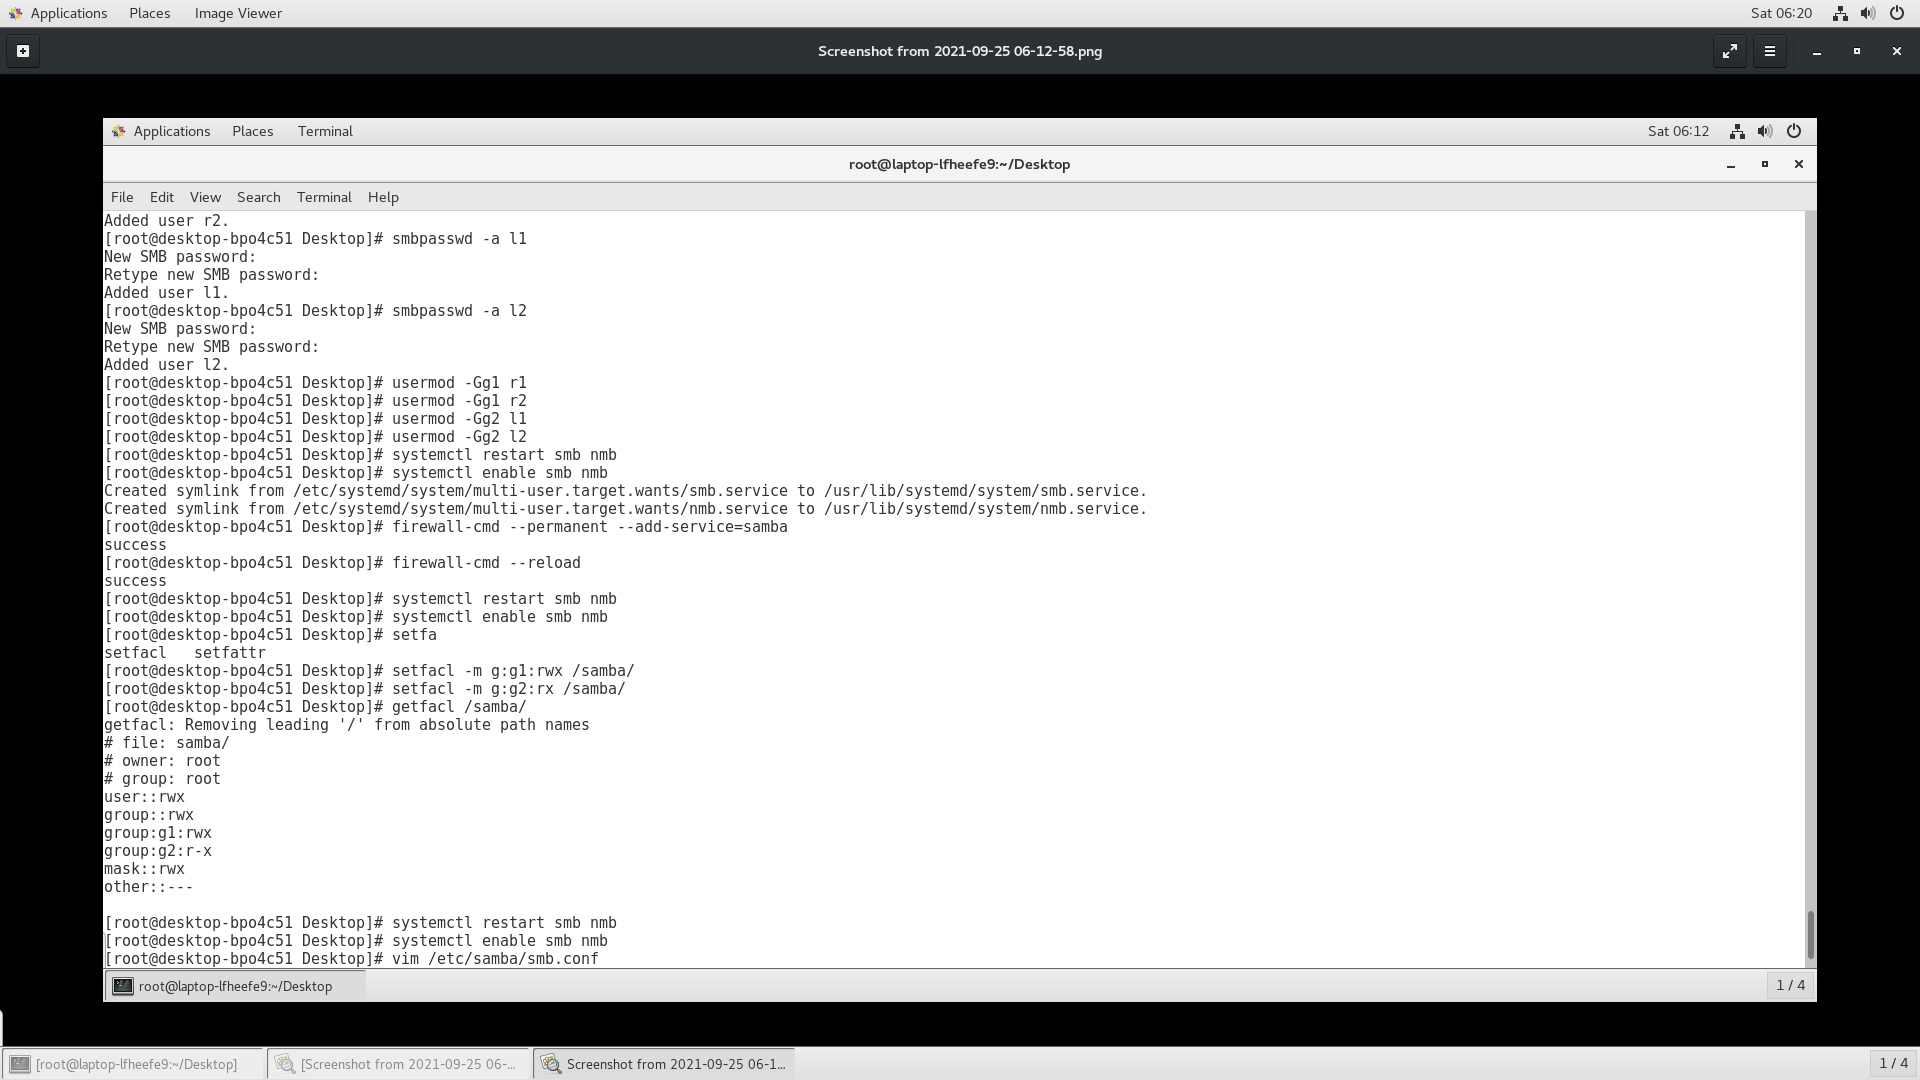 Applications Places Image Viewer Sat 06:20
Screenshot from 2021-09-25 06-12-58.png
Applications Places Terminal Sat 06:12
root@laptop-lfheefe9:~/Desktop
File Edit View Search Terminal Help
Added user r2.
[root@desktop-bpo4c51 Desktop]# smbpasswd -a l1
New SMB password:
Retype new SMB password:
Added user l1.
[root@desktop-bpo4c51 Desktop]# smbpasswd -a l2
New SMB password:
Retype new SMB password:
Added user l2.
[root@desktop-bpo4c51 Desktop]# usermod -Gg1 r1
[root@desktop-bpo4c51 Desktop]# usermod -Gg1 r2
[root@desktop-bpo4c51 Desktop]# usermod -Gg2 l1
[root@desktop-bpo4c51 Desktop]# usermod -Gg2 l2
[root@desktop-bpo4c51 Desktop]# systemctl restart smb nmb
[root@desktop-bpo4c51 Desktop]# systemctl enable smb nmb
Created symlink from /etc/systemd/system/multi-user.target.wants/smb.service to /usr/lib/systemd/system/smb.service.
Created symlink from /etc/systemd/system/multi-user.target.wants/nmb.service to /usr/lib/systemd/system/nmb.service.
[root@desktop-bpo4c51 Desktop]# firewall-cmd --permanent --add-service=samba
success
[root@desktop-bpo4c51 Desktop]# firewall-cmd --reload
success
[root@desktop-bpo4c51 Desktop]# systemctl restart smb nmb
[root@desktop-bpo4c51 Desktop]# systemctl enable smb nmb
[root@desktop-bpo4c51 Desktop]# setfa
setfacl   setfattr
[root@desktop-bpo4c51 Desktop]# setfacl -m g:g1:rwx /samba/
[root@desktop-bpo4c51 Desktop]# setfacl -m g:g2:rx /samba/
[root@desktop-bpo4c51 Desktop]# getfacl /samba/
getfacl: Removing leading '/' from absolute path names
# file: samba/
# owner: root
# group: root
user::rwx
group::rwx
group:g1:rwx
group:g2:r-x
mask::rwx
other::---
[root@desktop-bpo4c51 Desktop]# systemctl restart smb nmb
[root@desktop-bpo4c51 Desktop]# systemctl enable smb nmb
[root@desktop-bpo4c51 Desktop]# vim /etc/samba/smb.conf
root@laptop-lfheefe9:~/Desktop 1 / 4
[root@laptop-lfheefe9:~/Desktop] [Screenshot from 2021-09-25 06-... Screenshot from 2021-09-25 06-1... 1 / 4